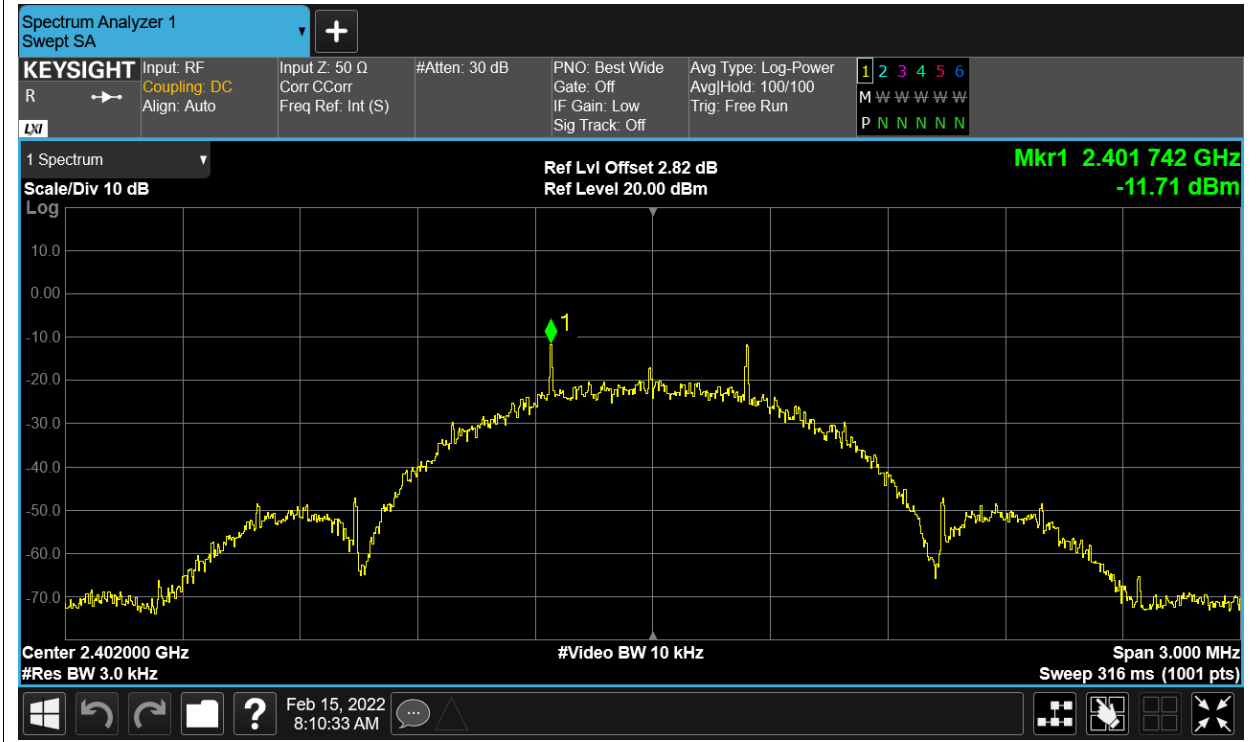 Spectrum Analyzer 1
Swept SA
+
KEYSIGHT
R
LXI
Input: RF
Coupling: DC
Align: Auto
Input Z: 50 Ω
Corr CCorr
Freq Ref: Int (S)
#Atten: 30 dB
PNO: Best Wide
Gate: Off
IF Gain: Low
Sig Track: Off
Avg Type: Log-Power
Avg|Hold: 100/100
Trig: Free Run
1 2 3 4 5 6
M W W W W W
P N N N N N
1 Spectrum
Scale/Div 10 dB
Log
Ref Lvl Offset 2.82 dB
Ref Level 20.00 dBm
Mkr1 2.401 742 GHz
-11.71 dBm
10.0
0.00
-10.0
-20.0
-30.0
-40.0
-50.0
-60.0
-70.0
1
Center 2.402000 GHz
#Res BW 3.0 kHz
#Video BW 10 kHz
Span 3.000 MHz
Sweep 316 ms (1001 pts)
?
Feb 15, 2022
8:10:33 AM